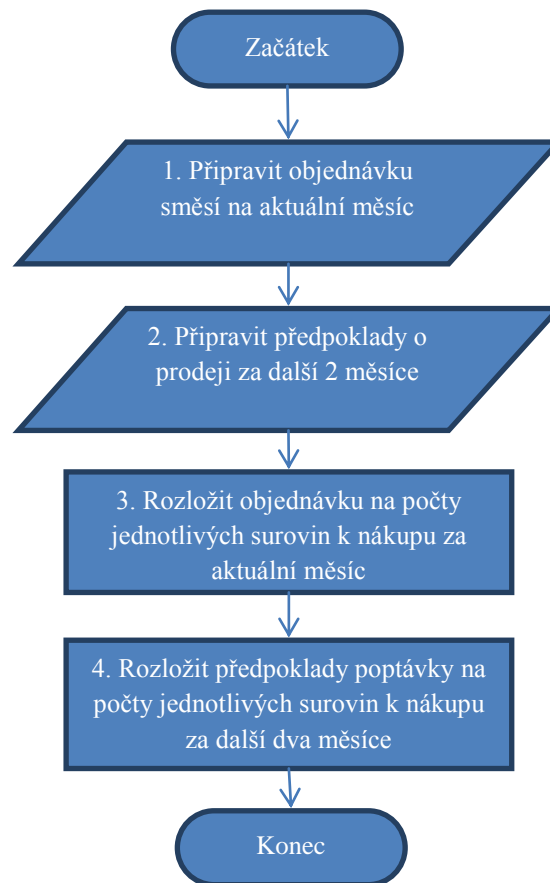 Začátek
1. Připravit objednávku
směsí na aktuální měsíc
2. Připravit předpoklady o
prodeji za další 2 měsíce
3. Rozložit objednávku na počty
jednotlivých surovin k nákupu za
aktuální měsíc
4. Rozložit předpoklady poptávky na
počty jednotlivých surovin k nákupu
za další dva měsíce
Konec